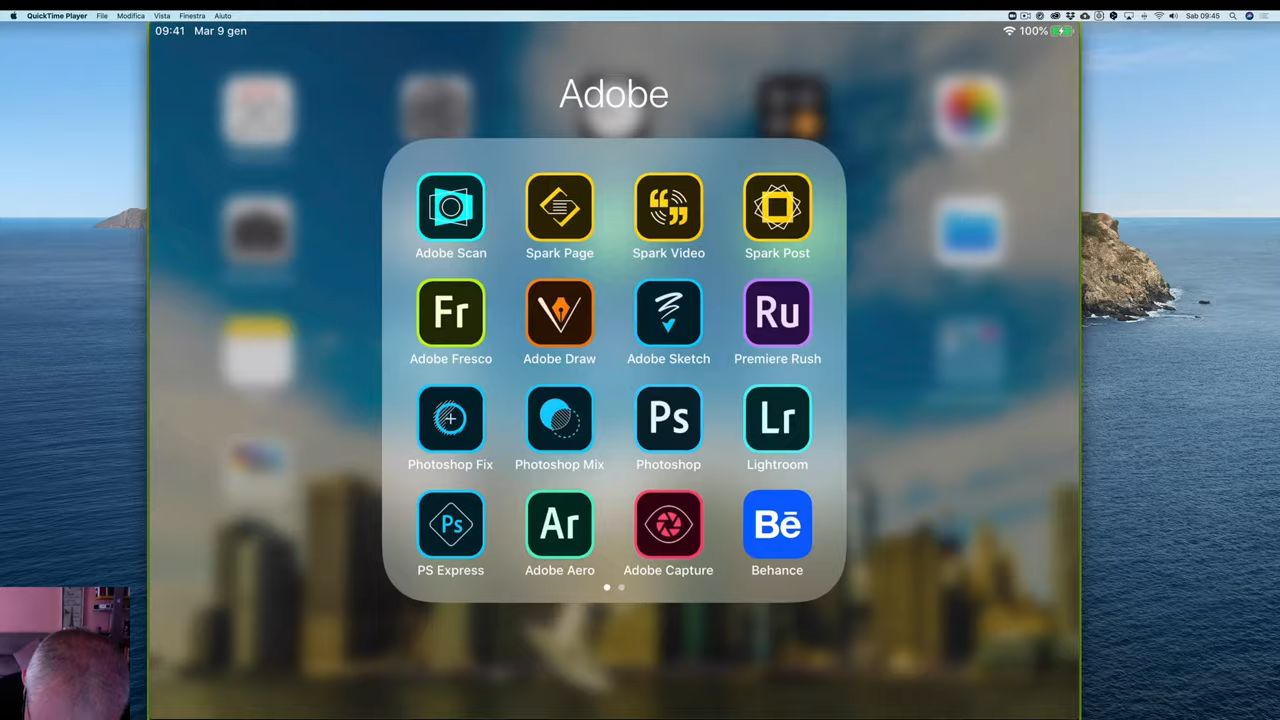 QuickTime Player File Modifica Vista Finestra Aiuto Sab 09:45
09:41 Mar 9 gen 100%
Adobe
Adobe Scan Spark Page Spark Video Spark Post
Fr Ru
Adobe Fresco Adobe Draw Adobe Sketch Premiere Rush
Ps Lr
Photoshop Fix Photoshop Mix Photoshop Lightroom
Ps Ar Bē
PS Express Adobe Aero Adobe Capture Behance